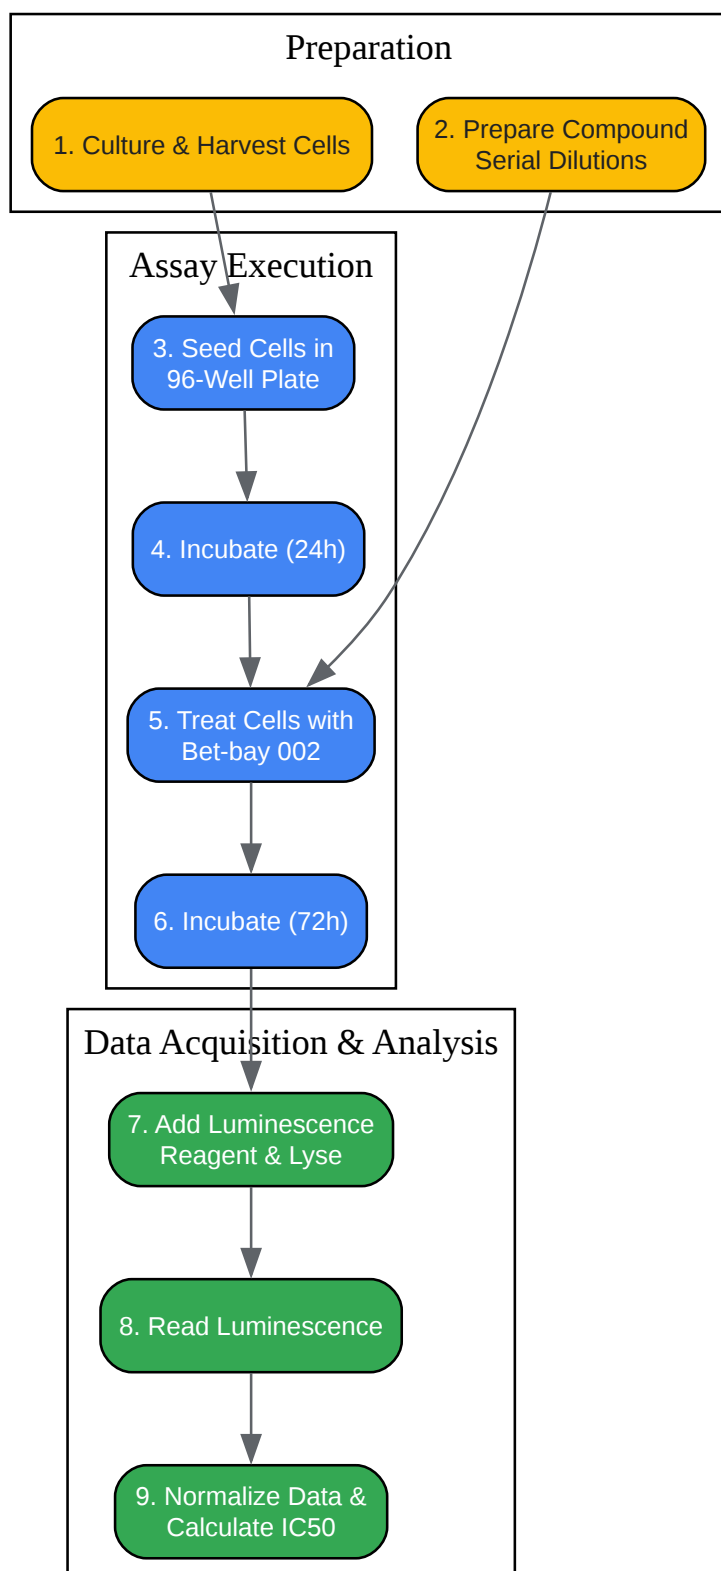 Preparation
1. Culture & Harvest Cells
2. Prepare Compound
Serial Dilutions
Assay Execution
3. Seed Cells in
96-Well Plate
4. Incubate (24h)
5. Treat Cells with
Bet-bay 002
6. Incubate (72h)
Data Acquisition & Analysis
7. Add Luminescence
Reagent & Lyse
8. Read Luminescence
9. Normalize Data &
Calculate IC50